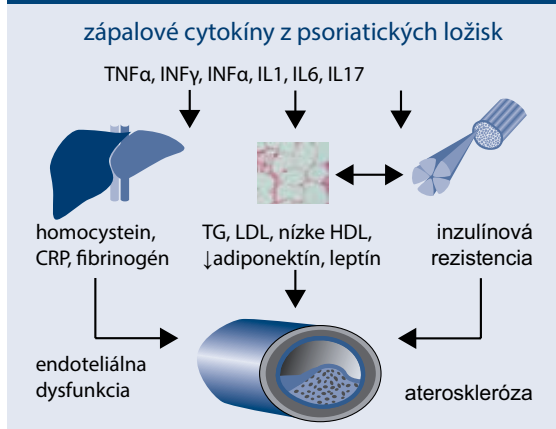 zápalové cytokíny z psoriatických ložisk
TNFα, INFγ, INFα, IL1, IL6, IL17
homocystein,
CRP, fibrinogén
TG, LDL, nízke HDL,
↓adiponektín, leptín
inzulínová
rezistencia
endoteliálna
dysfunkcia
ateroskleróza